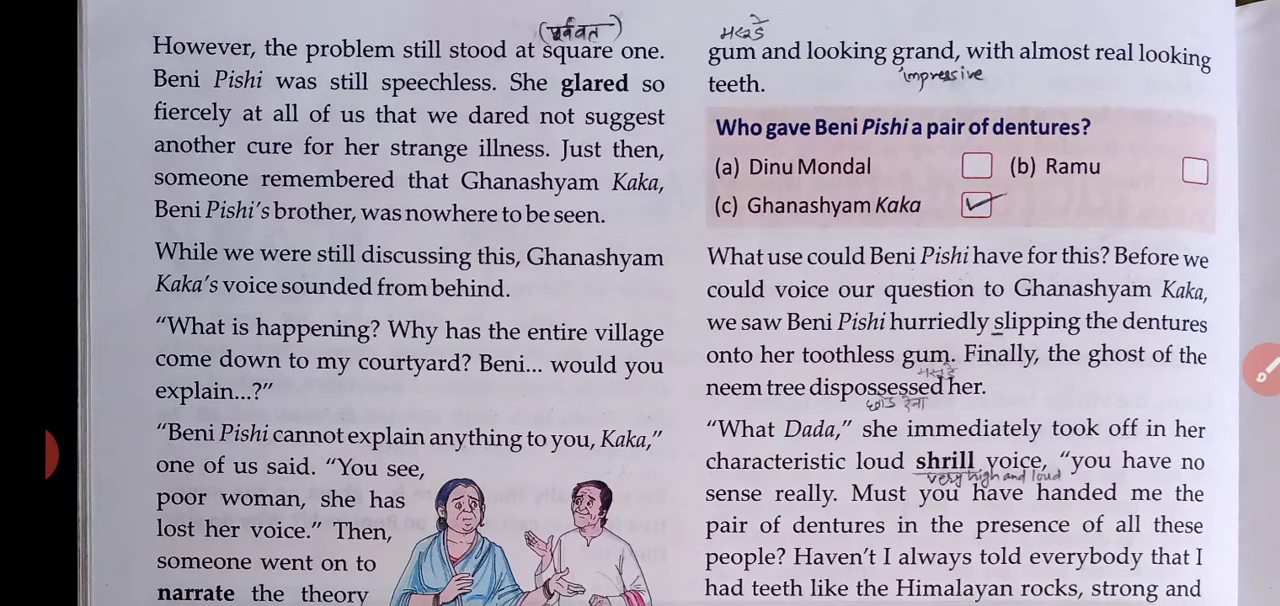 (पूर्ववत)
However, the problem still stood at square one.
Beni Pishi was still speechless. She glared so
fiercely at all of us that we dared not suggest
another cure for her strange illness. Just then,
someone remembered that Ghanashyam Kaka,
Beni Pishi's brother, was nowhere to be seen.
While we were still discussing this, Ghanashyam
Kaka's voice sounded from behind.
“What is happening? Why has the entire village
come down to my courtyard? Beni... would you
explain...?”
“Beni Pishi cannot explain anything to you, Kaka,”
one of us said. “You see,
poor woman, she has
lost her voice.” Then,
someone went on to
narrate the theory
मसूड़े
gum and looking grand, with almost real looking
impressive
teeth.
Who gave Beni Pishi a pair of dentures?
(a) Dinu Mondal (b) Ramu
(c) Ghanashyam Kaka
What use could Beni Pishi have for this? Before we
could voice our question to Ghanashyam Kaka,
we saw Beni Pishi hurriedly slipping the dentures
onto her toothless gum. Finally, the ghost of the
मसूड़े
neem tree dispossessed her.
छोड़ देना
“What Dada,” she immediately took off in her
characteristic loud shrill voice, “you have no
very high and loud
sense really. Must you have handed me the
pair of dentures in the presence of all these
people? Haven't I always told everybody that I
had teeth like the Himalayan rocks, strong and